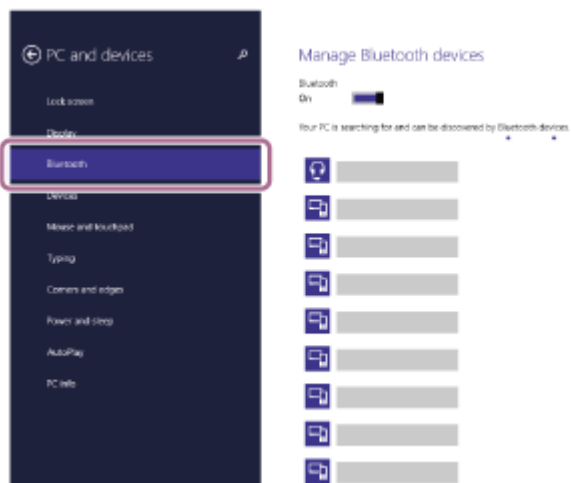 PC and devices
Lock screen
Display
Bluetooth
Devices
Mouse and touchpad
Typing
Corners and edges
Power and sleep
AutoPlay
PC info
Manage Bluetooth devices
Bluetooth
On
Your PC is searching for and can be discovered by Bluetooth devices.